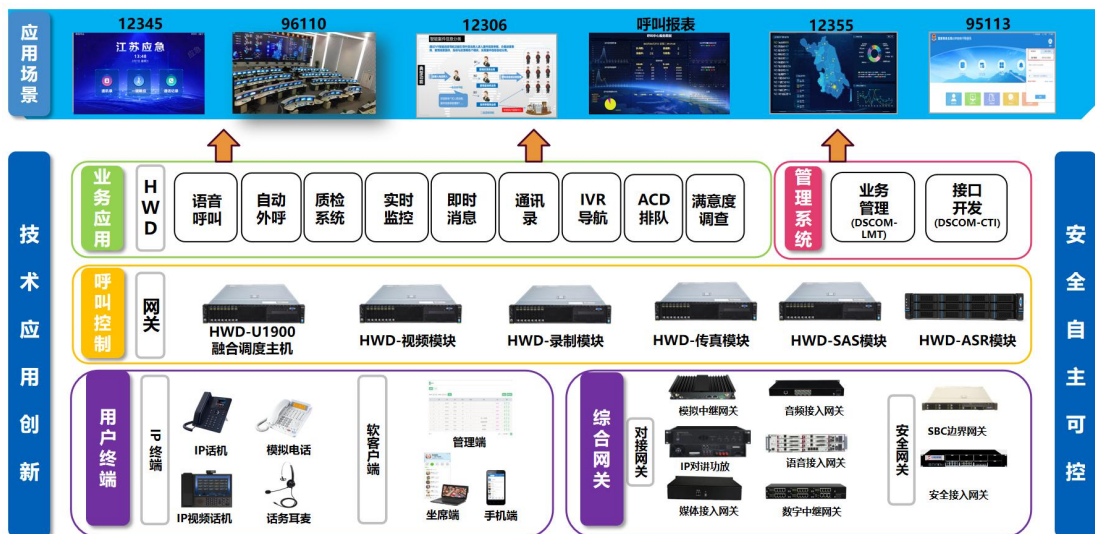 应用场景
12345
96110
12306
呼叫报表
12355
95113
江苏应急
技术应用创新
安全自主可控
业务应用
HWD
语音
呼叫
自动
外呼
质检
系统
实时
监控
即时
消息
通讯
录
IVR
导航
ACD
排队
满意度
调查
管理系统
业务
管理
(DSCOM-
LMT)
接口
开发
(DSCOM-CTI)
呼叫控制
网关
HWD-U1900
融合调度主机
HWD-视频模块
HWD-录制模块
HWD-传真模块
HWD-SAS模块
HWD-ASR模块
用户终端
IP终端
IP话机
模拟电话
IP视频话机
话务耳麦
软客户端
管理端
坐席端
手机端
综合网关
对接网关
模拟中继网关
音频接入网关
IP对讲功放
语音接入网关
媒体接入网关
数字中继网关
安全网关
SBC边界网关
安全接入网关